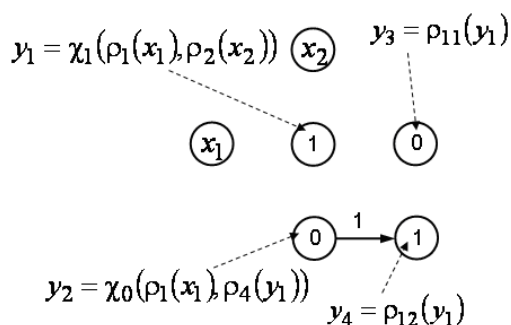 y₁ = χ₁(ρ₁(x₁),ρ₂(x₂))
x₂
y₃ = ρ₁₁(y₁)
x₁
1
0
0
1
1
y₂ = χ₀(ρ₁(x₁),ρ₄(y₁))
y₄ = ρ₁₂(y₁)